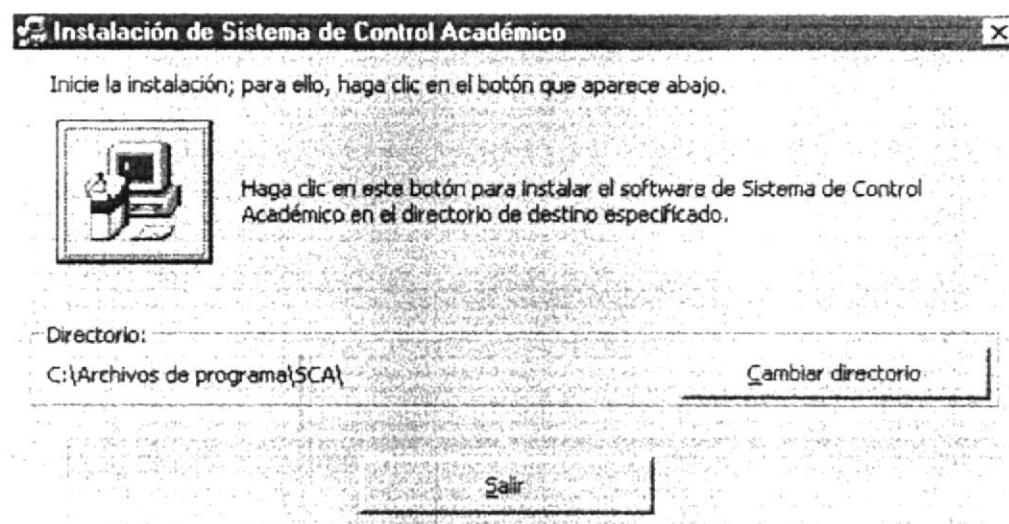 Instalación de Sistema de Control Académico
Inicie la instalación; para ello, haga clic en el botón que aparece abajo.
Haga clic en este botón para instalar el software de Sistema de Control
Académico en el directorio de destino especificado.
Directorio:
C:\Archivos de programa\SCA\
Cambiar directorio
Salir